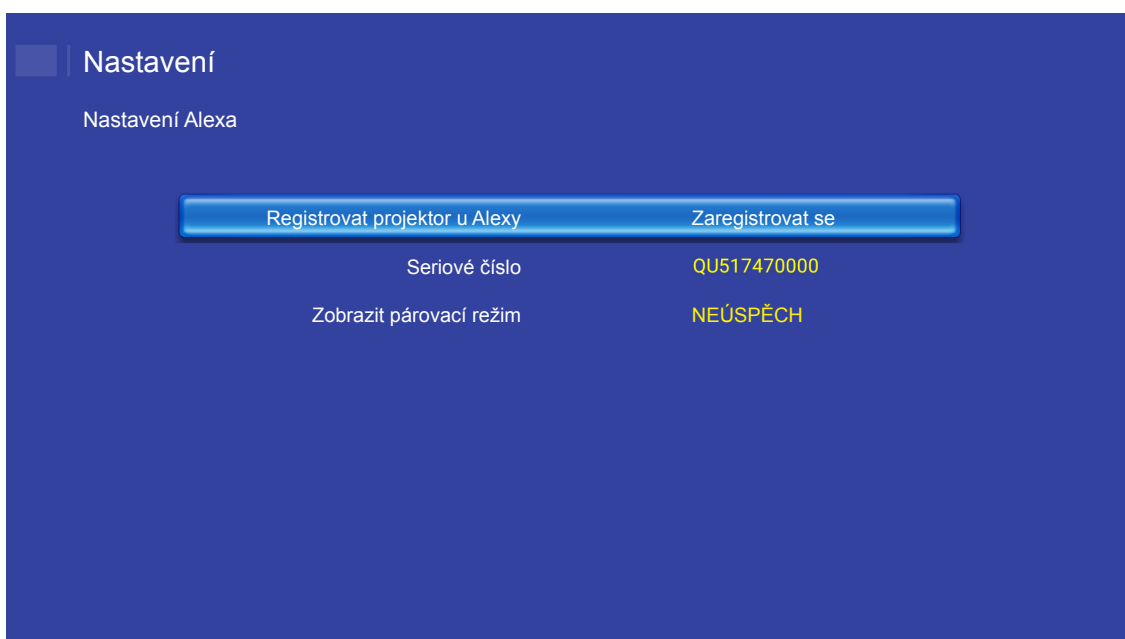 Nastavení
Nastavení Alexa
Registrovat projektor u Alexy Zaregistrovat se
Seriové číslo QU517470000
Zobrazit párovací režim NEÚSPĚCH